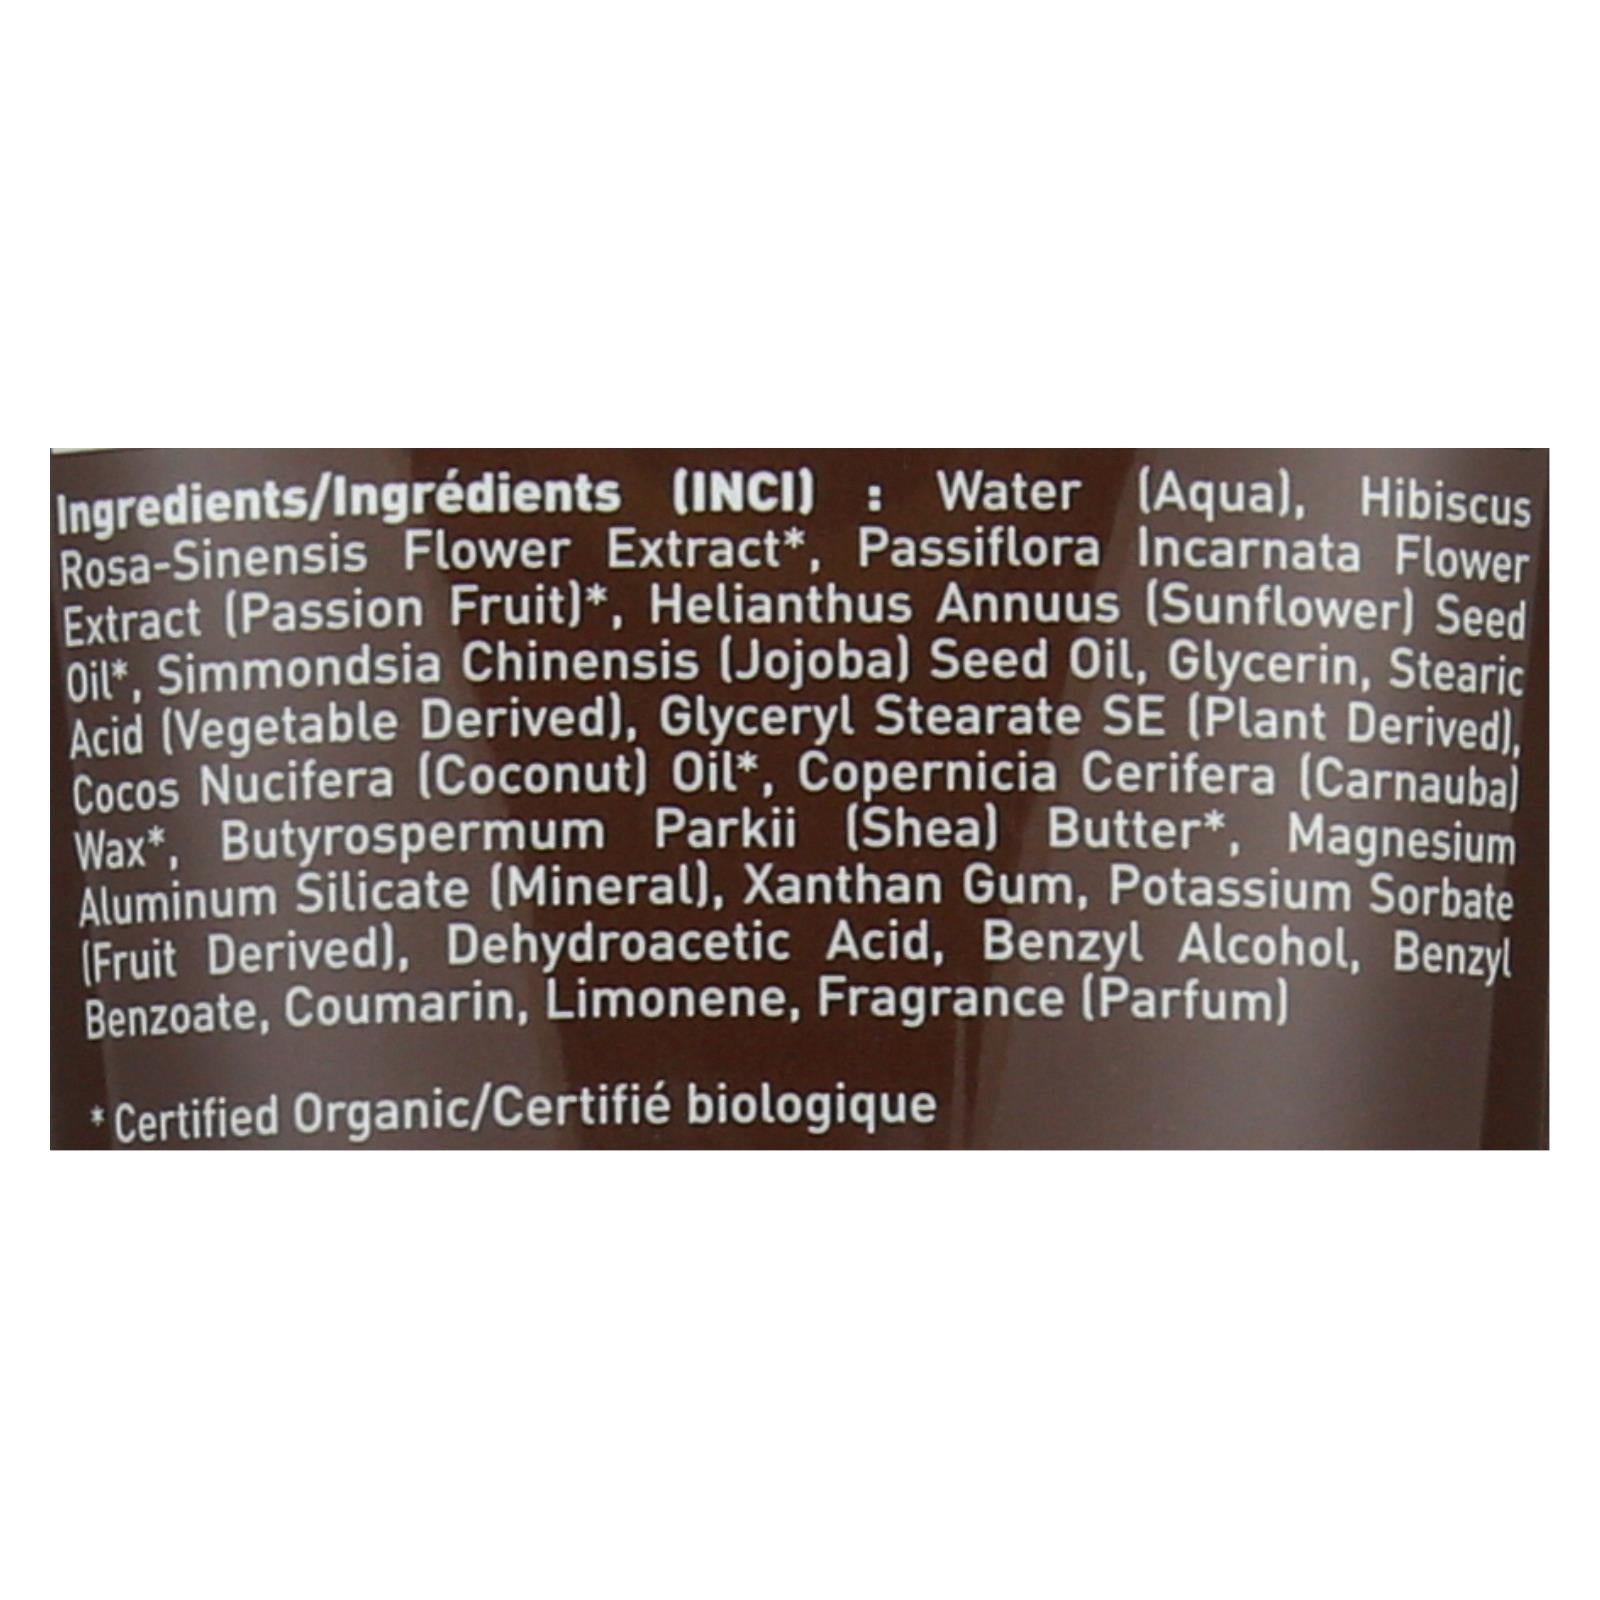 Ingredients/Ingrédients (INCI) : Water (Aqua), Hibiscus
Rosa-Sinensis Flower Extract*, Passiflora Incarnata Flower
Extract (Passion Fruit)*, Helianthus Annuus (Sunflower) Seed
Oil*, Simmondsia Chinensis (Jojoba) Seed Oil, Glycerin, Stearic
Acid (Vegetable Derived), Glyceryl Stearate SE (Plant Derived),
Cocos Nucifera (Coconut) Oil*, Copernicia Cerifera (Carnauba)
Wax*, Butyrospermum Parkii (Shea) Butter*, Magnesium
Aluminum Silicate (Mineral), Xanthan Gum, Potassium Sorbate
(Fruit Derived), Dehydroacetic Acid, Benzyl Alcohol, Benzyl
Benzoate, Coumarin, Limonene, Fragrance (Parfum)
* Certified Organic/Certifié biologique